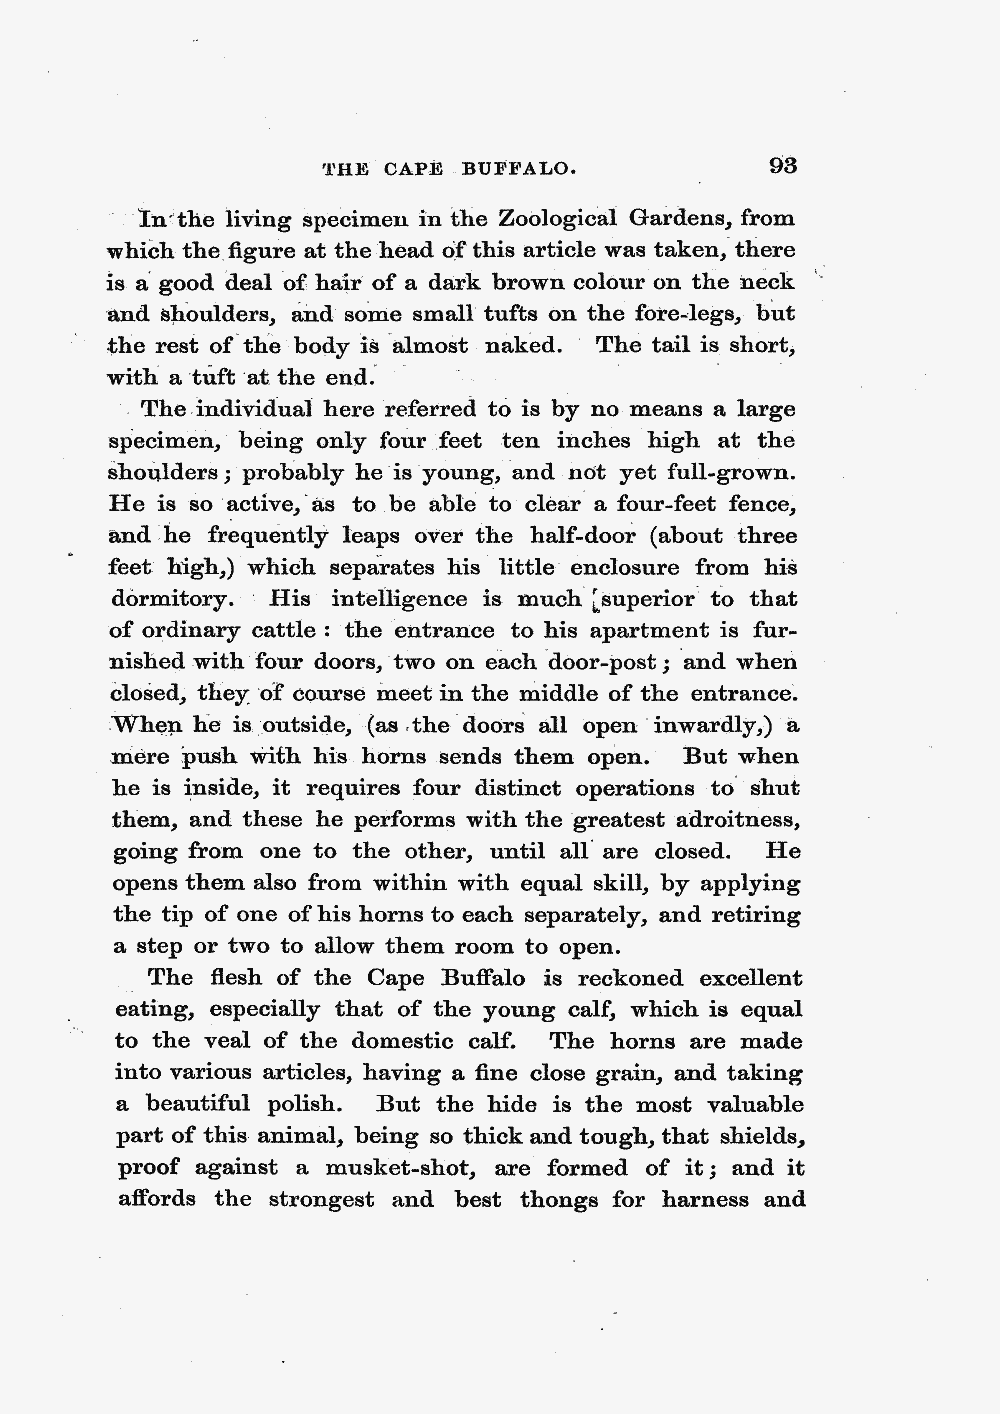 THE CAPE BUFFALO. 93
In the living specimen in the Zoological Gardens, from
which the figure at the head of this article was taken, there
is a good deal of hair of a dark brown colour on the neck
and shoulders, and some small tufts on the fore-legs, but
the rest of the body is almost naked. The tail is short,
with a tuft at the end.
The individual here referred to is by no means a large
specimen, being only four feet ten inches high at the
shoulders; probably he is young, and not yet full-grown.
He is so active, as to be able to clear a four-feet fence,
and he frequently leaps over the half-door (about three
feet high,) which separates his little enclosure from his
dormitory. His intelligence is much superior to that
of ordinary cattle: the entrance to his apartment is fur-
nished with four doors, two on each door-post; and when
closed, they of course meet in the middle of the entrance.
When he is outside, (as the doors all open inwardly,) a
mere push with his horns sends them open. But when
he is inside, it requires four distinct operations to shut
them, and these he performs with the greatest adroitness,
going from one to the other, until all are closed. He
opens them also from within with equal skill, by applying
the tip of one of his horns to each separately, and retiring
a step or two to allow them room to open.
The flesh of the Cape Buffalo is reckoned excellent
eating, especially that of the young calf, which is equal
to the veal of the domestic calf. The horns are made
into various articles, having a fine close grain, and taking
a beautiful polish. But the hide is the most valuable
part of this animal, being so thick and tough, that shields,
proof against a musket-shot, are formed of it; and it
affords the strongest and best thongs for harness and